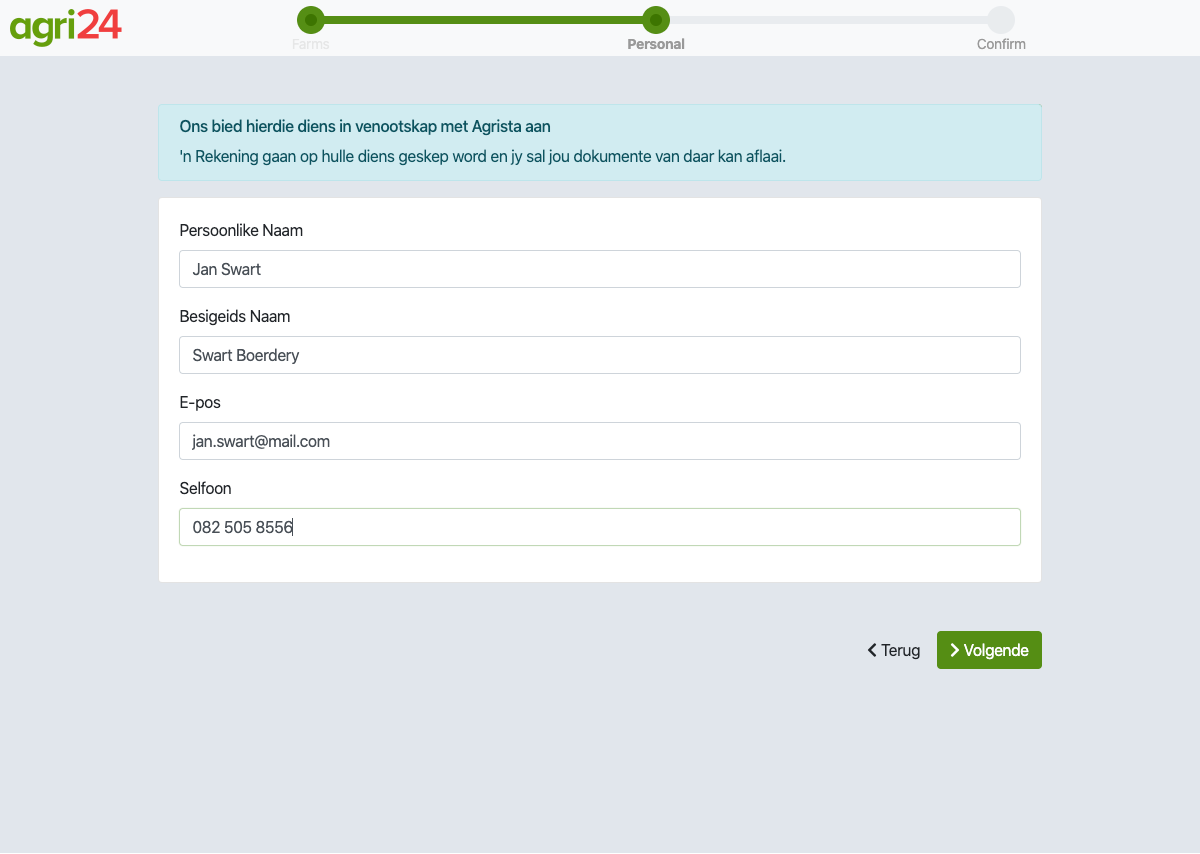 agri24
Farms
Personal
Confirm
Ons bied hierdie diens in venootskap met Agrista aan
'n Rekening gaan op hulle diens geskep word en jy sal jou dokumente van daar kan aflaai.
Persoonlike Naam
Jan Swart
Besigeids Naam
Swart Boerdery
E-pos
jan.swart@mail.com
Selfoon
082 505 8556
Terug
Volgende